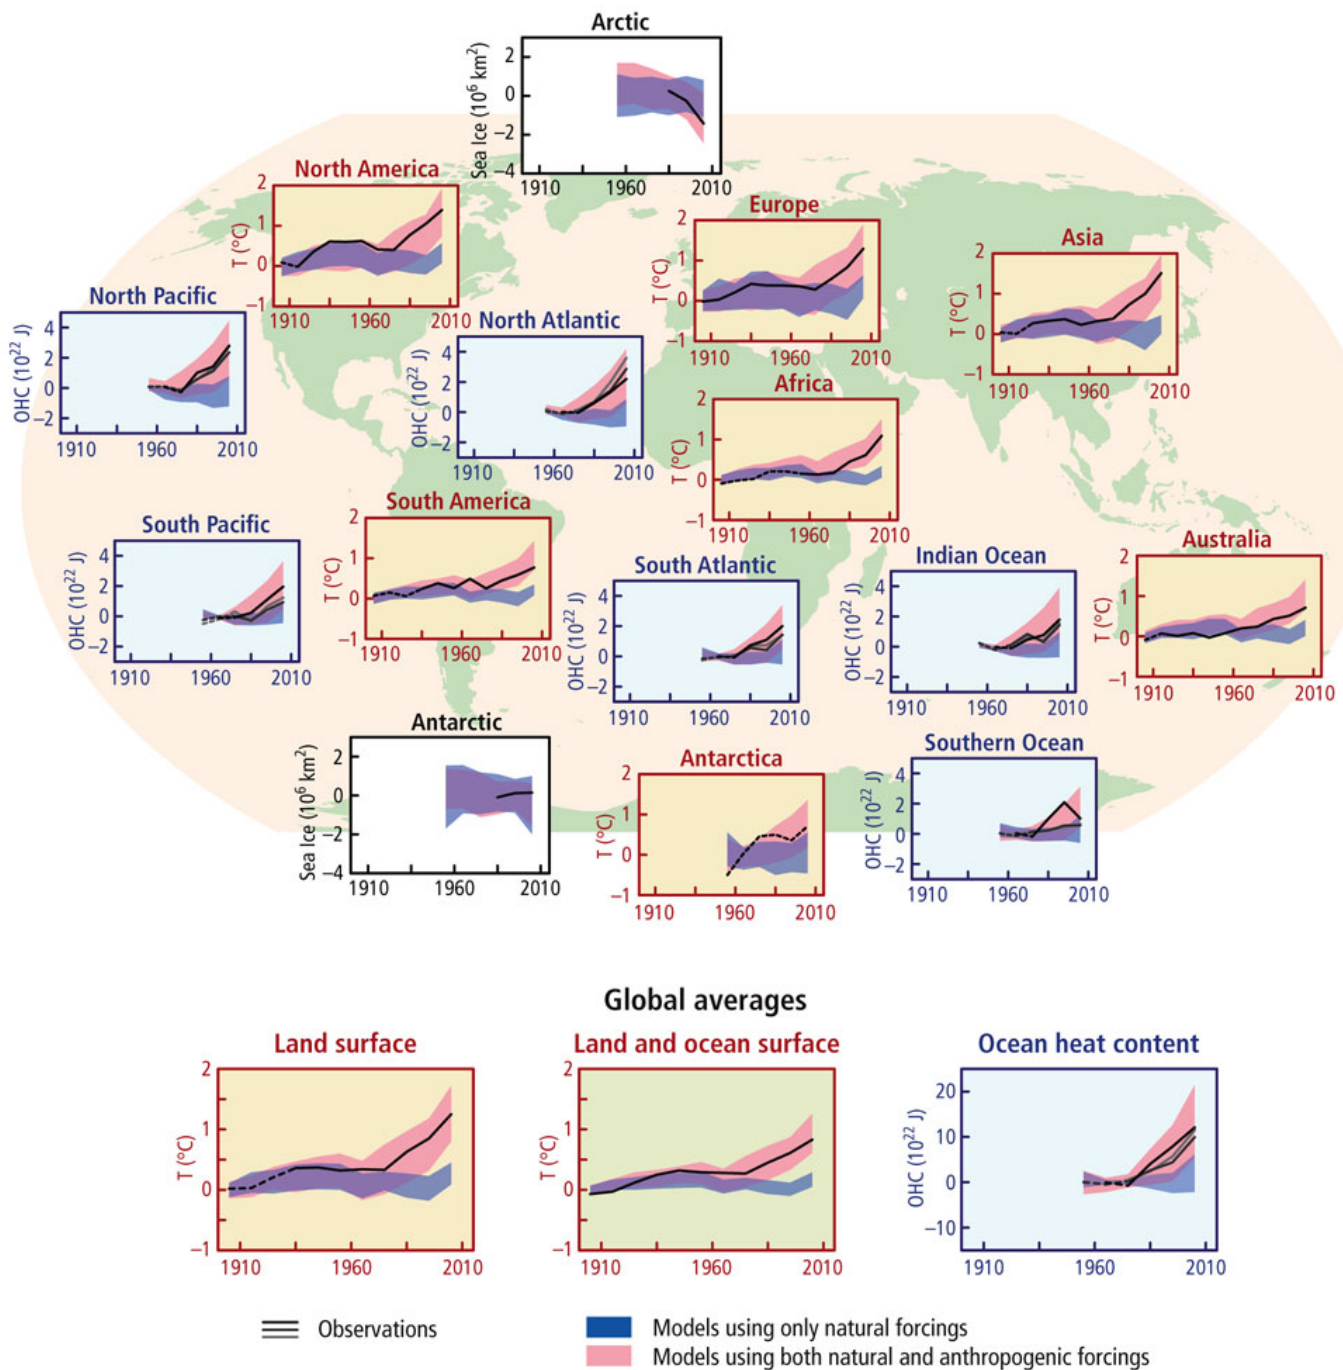 Arctic
Sea Ice (10⁶ km²)
2
0
−2
−4
1910 1960 2010
North America
T (°C)
2
1
0
−1
1910 1960 2010
Europe
T (°C)
2
1
0
−1
1910 1960 2010
Asia
T (°C)
2
1
0
−1
1910 1960 2010
North Pacific
OHC (10²² J)
4
2
0
−2
1910 1960 2010
North Atlantic
OHC (10²² J)
4
2
0
−2
1910 1960 2010
Africa
T (°C)
2
1
0
−1
1910 1960 2010
South Pacific
OHC (10²² J)
4
2
0
−2
1910 1960 2010
South America
T (°C)
2
1
0
−1
1910 1960 2010
South Atlantic
OHC (10²² J)
4
2
0
−2
1910 1960 2010
Indian Ocean
OHC (10²² J)
4
2
0
−2
1910 1960 2010
Australia
T (°C)
2
1
0
−1
1910 1960 2010
Antarctic
Sea Ice (10⁶ km²)
2
0
−2
−4
1910 1960 2010
Antarctica
T (°C)
2
1
0
−1
1910 1960 2010
Southern Ocean
OHC (10²² J)
4
2
0
−2
1910 1960 2010
Global averages
Land surface
T (°C)
2
1
0
−1
1910 1960 2010
Land and ocean surface
T (°C)
2
1
0
−1
1910 1960 2010
Ocean heat content
OHC (10²² J)
20
10
0
−10
1910 1960 2010
Observations
Models using only natural forcings
Models using both natural and anthropogenic forcings